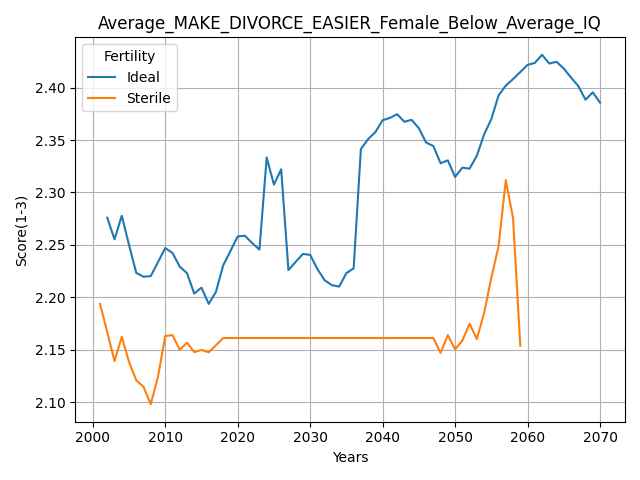 Average_MAKE_DIVORCE_EASIER_Female_Below_Average_IQ
Fertility
Ideal
Sterile
Score(1-3)
2.40
2.35
2.30
2.25
2.20
2.15
2.10
2000 2010 2020 2030 2040 2050 2060 2070
Years